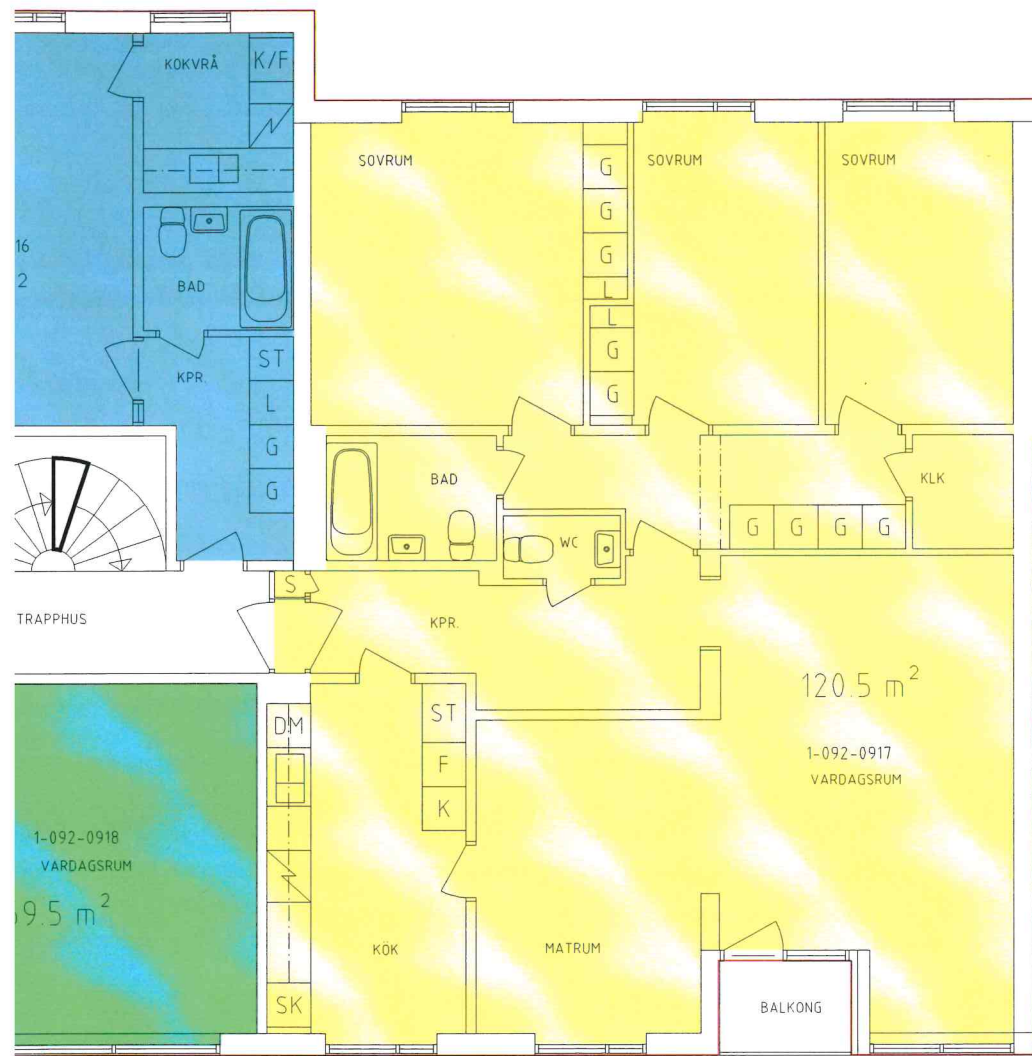 KOKVRÅ
K/F
16
2
BAD
KPR.
ST
L
G
G
SOVRUM
G
G
G
L
L
G
G
SOVRUM
SOVRUM
BAD
WC
KLK
G G G G
TRAPPHUS
S
KPR.
120.5 m²
1-092-0917
VARDAGSRUM
DM
ST
F
K
SK
KÖK
MATRUM
BALKONG
1-092-0918
VARDAGSRUM
9.5 m²